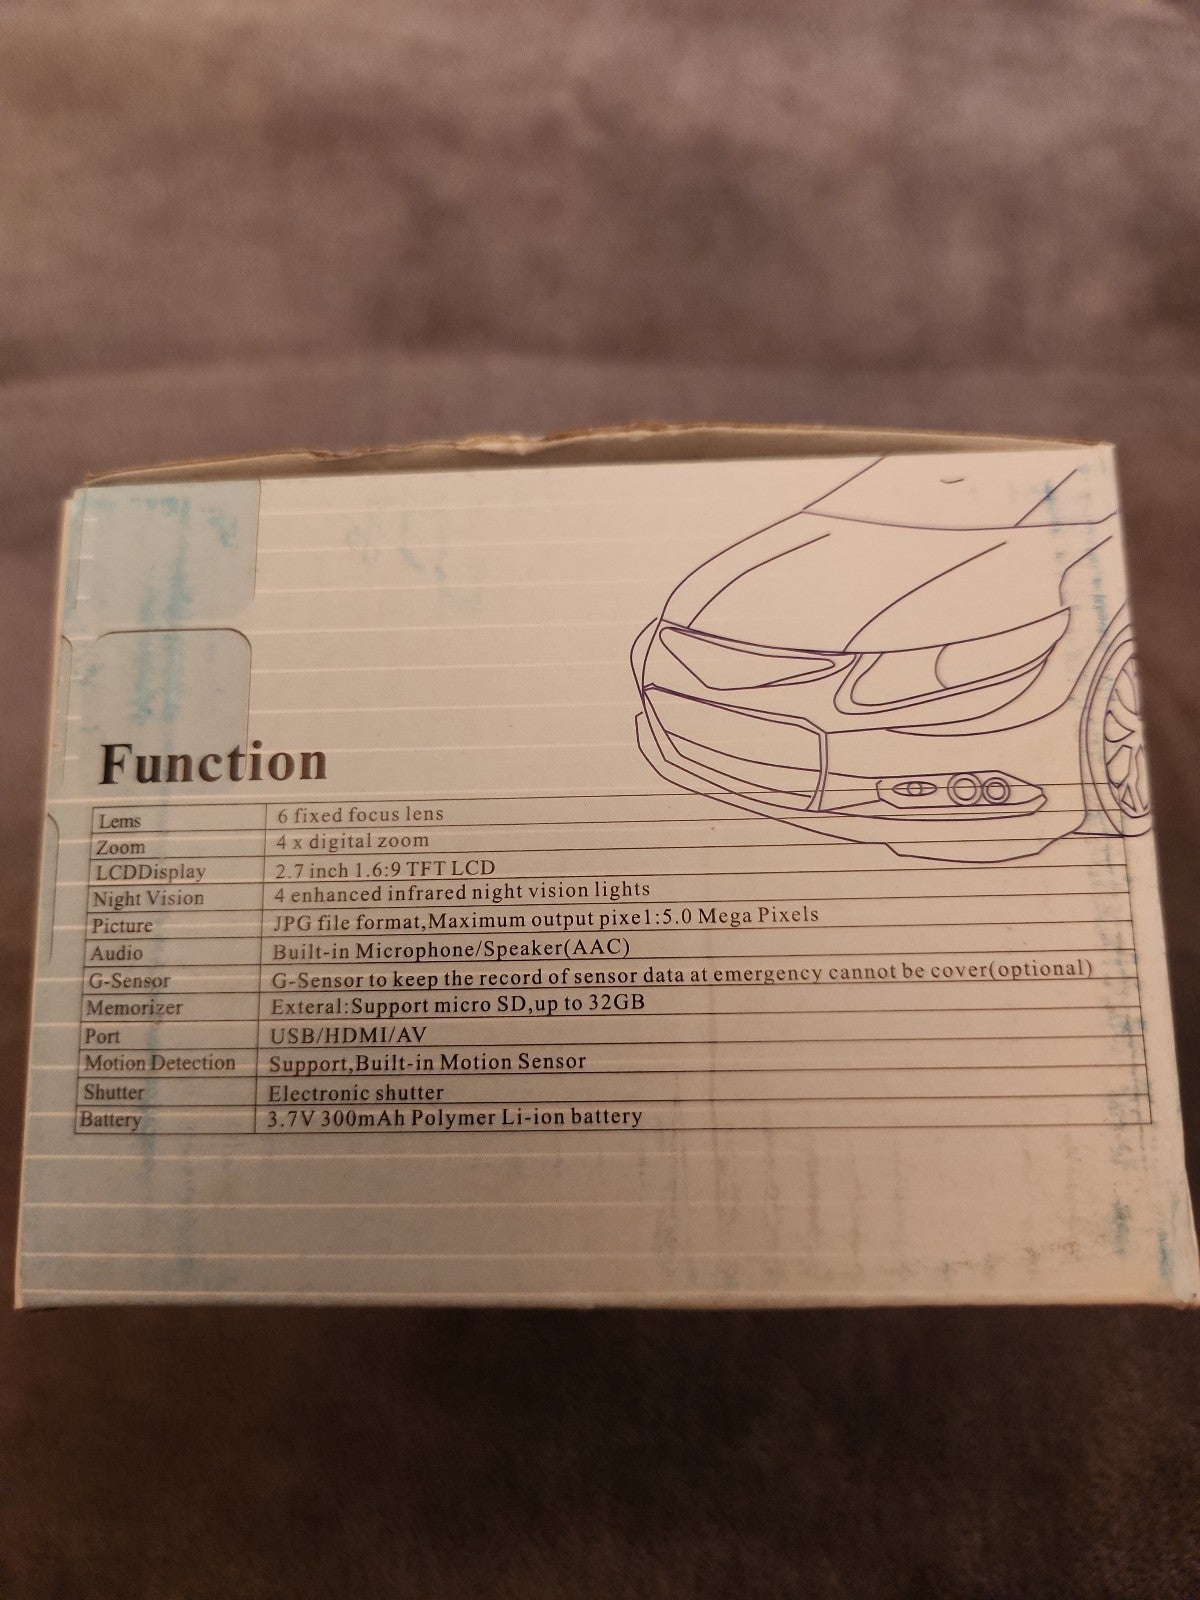 Function
Lems 6 fixed focus lens
Zoom 4 x digital zoom
LCDDisplay 2.7 inch 1.6:9 TFT LCD
Night Vision 4 enhanced infrared night vision lights
Picture JPG file format,Maximum output pixe1:5.0 Mega Pixels
Audio Built-in Microphone/Speaker(AAC)
G-Sensor G-Sensor to keep the record of sensor data at emergency cannot be cover(optional)
Memorizer Exteral:Support micro SD,up to 32GB
Port USB/HDMI/AV
Motion Detection Support,Built-in Motion Sensor
Shutter Electronic shutter
Battery 3.7V 300mAh Polymer Li-ion battery